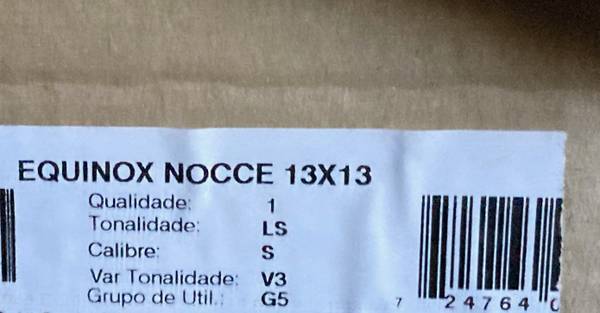 EQUINOX NOCCE 13X13
Qualidade: 1
Tonalidade: LS
Calibre: S
Var Tonalidade: V3
Grupo de Util.: G5
7 24764